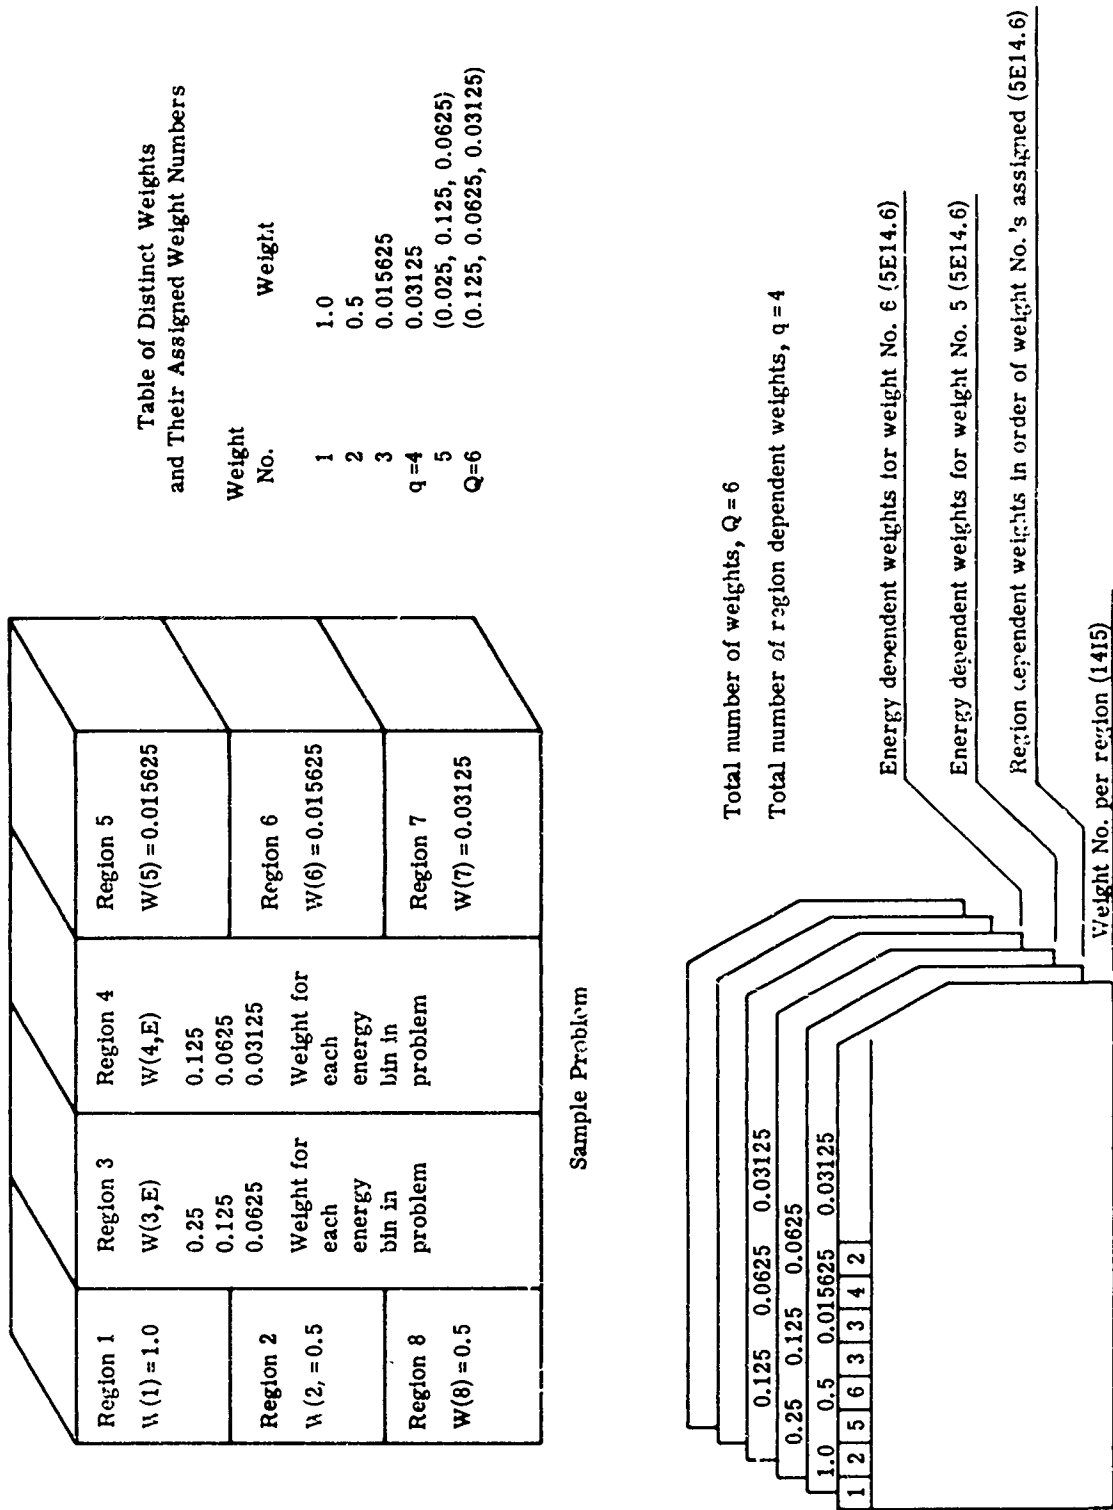 Region 1
W(1) = 1.0
Region 2
W(2, = 0.5
Region 8
W(8) = 0.5
Region 3
W(3,E)
0.25
0.125
0.0625
Weight for
each
energy
bin in
problem
Region 4
W(4,E)
0.125
0.0625
0.03125
Weight for
each
energy
bin in
problem
Region 5
W(5) = 0.015625
Region 6
W(6) = 0.015625
Region 7
W(7) = 0.03125
Sample Problem
Table of Distinct Weights
and Their Assigned Weight Numbers
Weight
No. Weight
1 1.0
2 0.5
3 0.015625
q=4 0.03125
5 (0.025, 0.125, 0.0625)
Q=6 (0.125, 0.0625, 0.03125)
Total number of weights, Q = 6
Total number of region dependent weights, q = 4
0.125 0.0625 0.03125
0.25 0.125 0.0625
1.0 0.5 0.015625 0.03125
1 2 5 6 3 3 4 2
Energy dependent weights for weight No. 6 (5E14.6)
Energy dependent weights for weight No. 5 (5E14.6)
Region dependent weights in order of weight No.'s assigned (5E14.6)
Weight No. per region (14I5)